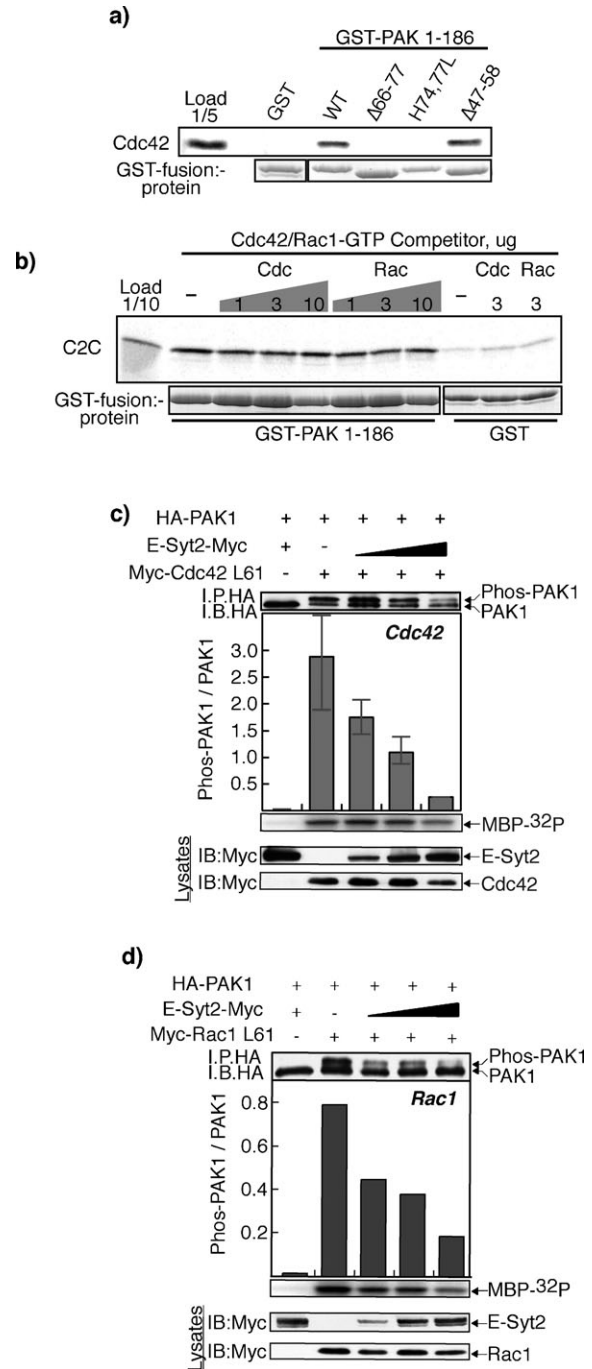 a)
GST-PAK 1-186
Load
1/5
GST
WT
Δ66-77
H74,77L
Δ47-58
Cdc42
GST-fusion:-
protein
b)
Cdc42/Rac1-GTP Competitor, ug
Load
1/10
–
Cdc
Rac
Cdc
Rac
1
3
10
1
3
10
–
3
3
C2C
GST-fusion:-
protein
GST-PAK 1-186
GST
c)
HA-PAK1 + + + + +
E-Syt2-Myc + -
Myc-Cdc42 L61 - + + + +
I.P.HA
I.B.HA
Phos-PAK1
PAK1
Cdc42
Phos-PAK1 / PAK1
3.0
2.5
2.0
1.5
1.0
0.5
MBP-32P
Lysates
IB:Myc
E-Syt2
IB:Myc
Cdc42
d)
HA-PAK1 + + + + +
E-Syt2-Myc + -
Myc-Rac1 L61 - + + + +
I.P.HA
I.B.HA
Phos-PAK1
PAK1
Rac1
Phos-PAK1 / PAK1
0.8
0.6
0.4
0.2
MBP-32P
Lysates
IB:Myc
E-Syt2
IB:Myc
Rac1